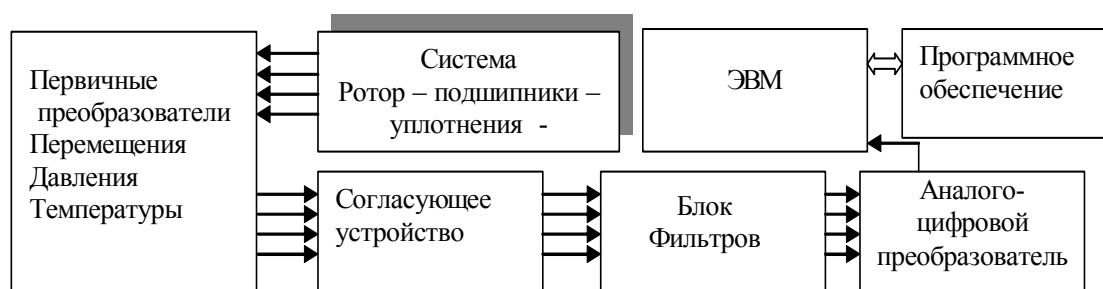 Первичные
преобразователи
Перемещения
Давления
Температуры
Система
Ротор – подшипники –
уплотнения -
ЭВМ
Программное
обеспечение
Согласующее
устройство
Блок
Фильтров
Аналого-
цифровой
преобразователь